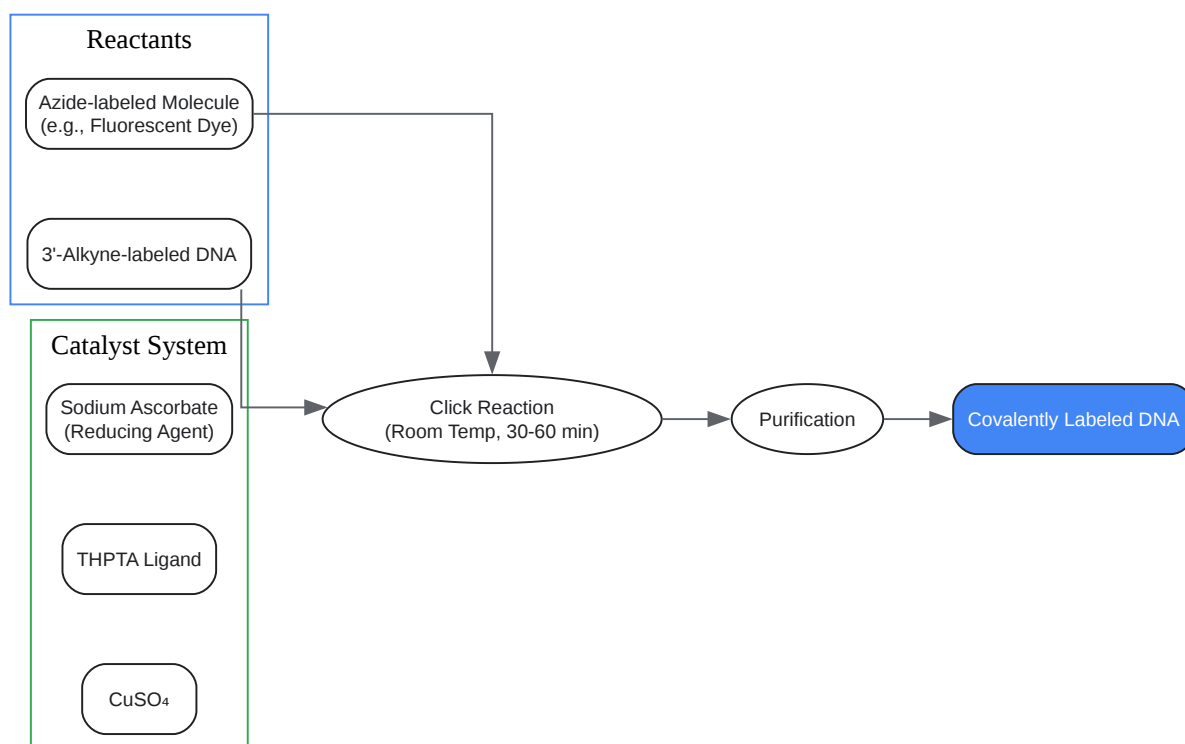 Reactants
Azide-labeled Molecule
(e.g., Fluorescent Dye)
3'-Alkyne-labeled DNA
Catalyst System
Sodium Ascorbate
(Reducing Agent)
THPTA Ligand
CuSO₄
Click Reaction
(Room Temp, 30-60 min)
Purification
Covalently Labeled DNA